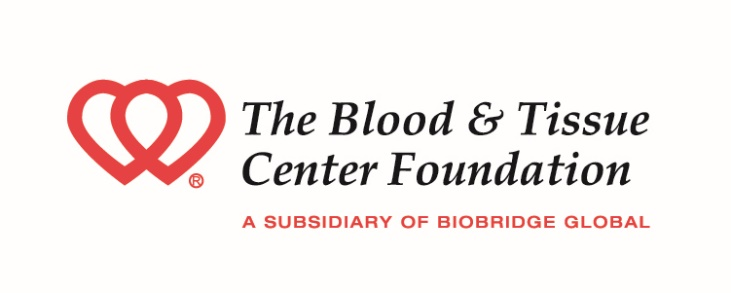 The Blood & Tissue
Center Foundation
®
A SUBSIDIARY OF BIOBRIDGE GLOBAL